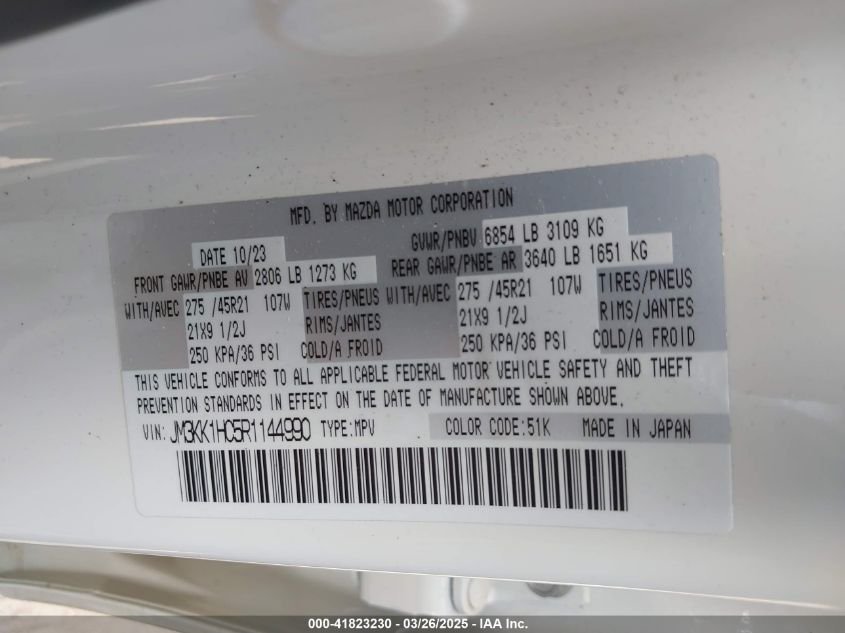 MFD. BY MAZDA MOTOR CORPORATION
DATE 10/23 GVWR/PNBV 6854 LB 3109 KG
FRONT GAWR/PNBE AV 2806 LB 1273 KG REAR GAWR/PNBE AR 3640 LB 1651 KG
WITH/AVEC 275 /45R21 107W TIRES/PNEUS WITH/AVEC 275 /45R21 107W TIRES/PNEUS
21X9 1/2J RIMS/JANTES 21X9 1/2J RIMS/JANTES
250 KPA/36 PSI COLD/A FROID 250 KPA/36 PSI COLD/A FROID
THIS VEHICLE CONFORMS TO ALL APPLICABLE FEDERAL MOTOR VEHICLE SAFETY AND THEFT
PREVENTION STANDARDS IN EFFECT ON THE DATE OF MANUFACTURE SHOWN ABOVE.
VIN: JM3KK1HC5R1144990 TYPE:MPV COLOR CODE:51K MADE IN JAPAN
000-41823230 - 03/26/2025 - IAA Inc.